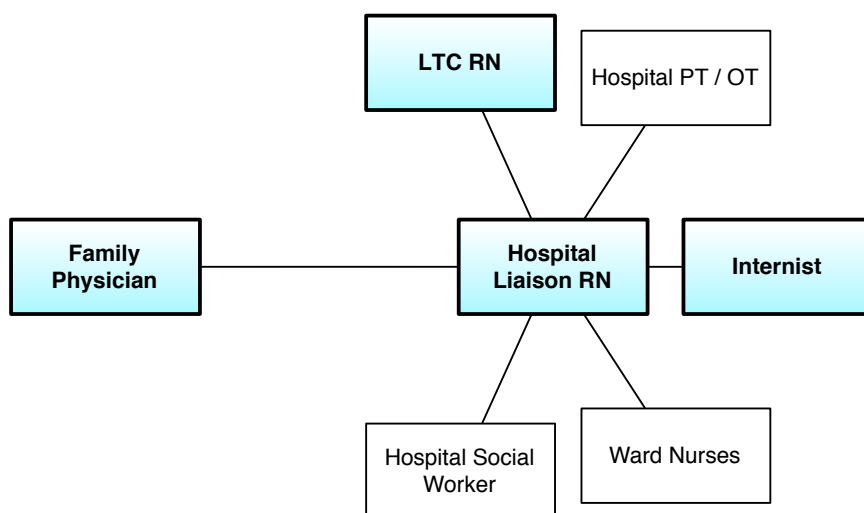 LTC RN
Hospital PT / OT
Family
Physician
Hospital
Liaison RN
Internist
Hospital Social
Worker
Ward Nurses